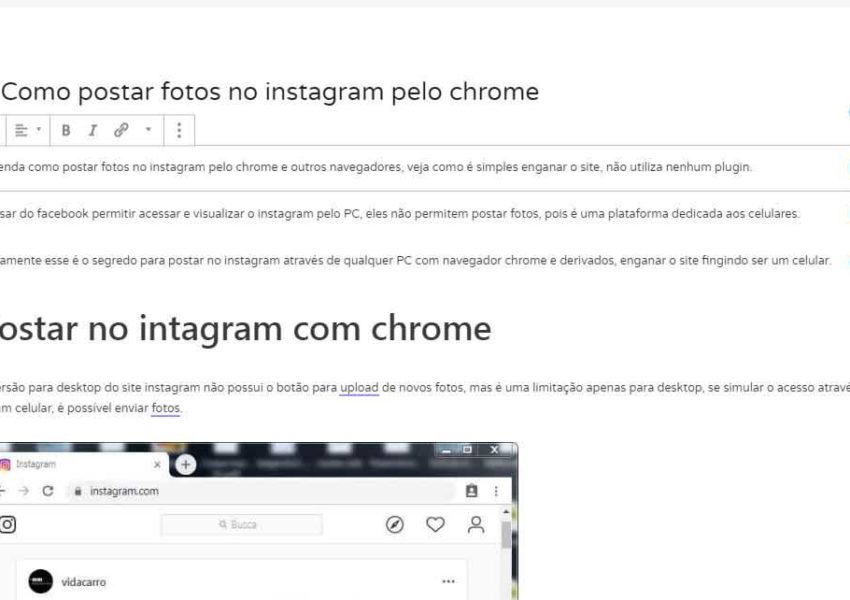 Como postar fotos no instagram pelo chrome
B I
enda como postar fotos no instagram pelo chrome e outros navegadores, veja como é simples enganar o site, não utiliza nenhum plugin.
sar do facebook permitir acessar e visualizar o instagram pelo PC, eles não permitem postar fotos, pois é uma plataforma dedicada aos celulares.
amente esse é o segredo para postar no instagram através de qualquer PC com navegador chrome e derivados, enganar o site fingindo ser um celular.
ostar no intagram com chrome
ersão para desktop do site instagram não possui o botão para upload de novos fotos, mas é uma limitação apenas para desktop, se simular o acesso atravé
m celular, é possível enviar fotos.
Instagram
instagram.com
Busca
vidacarro